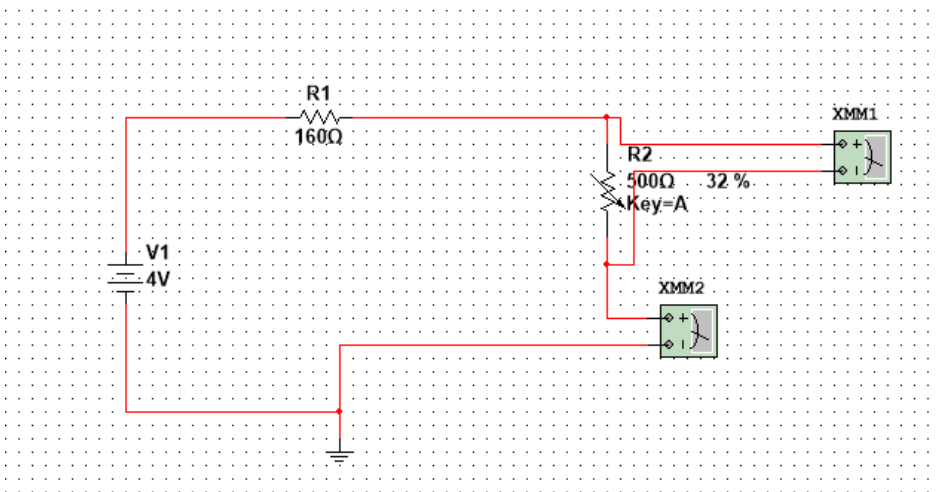 R1
160Ω
XMM1
+
R2
500Ω 32 %
Key=A
V1
4V
XMM2
+